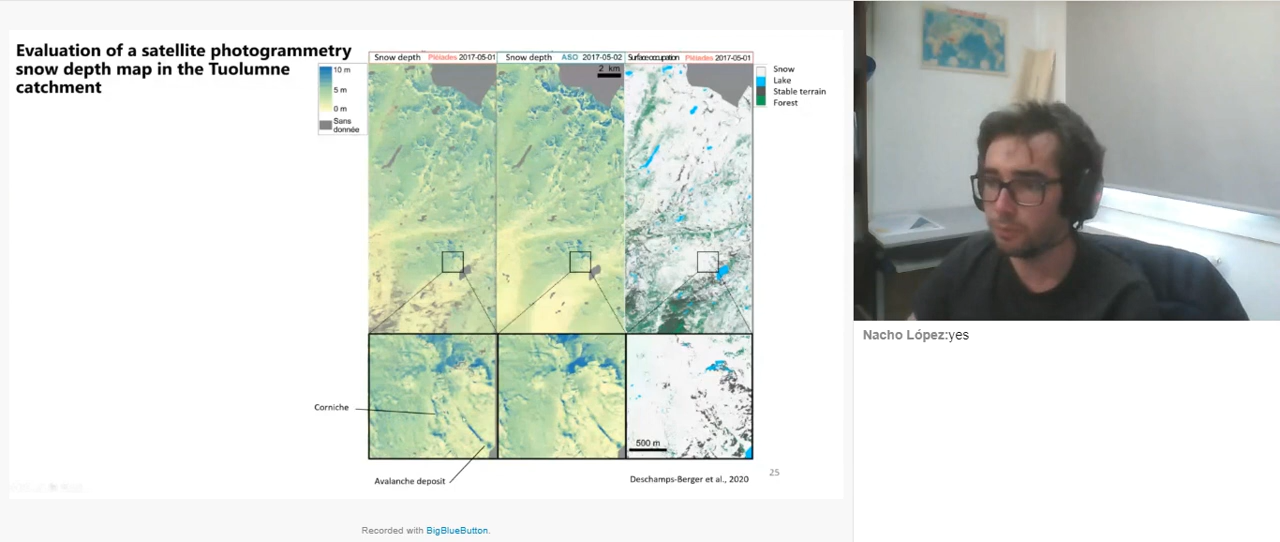 Evaluation of a satellite photogrammetry
snow depth map in the Tuolumne
catchment
Snow depth Pléiades 2017-05-01
Snow depth ASO 2017-05-02
Surface occupation Pléiades 2017-05-01
10 m
5 m
0 m
Sans
donnée
2 km
Snow
Lake
Stable terrain
Forest
Corniche
Avalanche deposit
500 m
Deschamps-Berger et al., 2020
25
Recorded with BigBlueButton.
Nacho López:yes